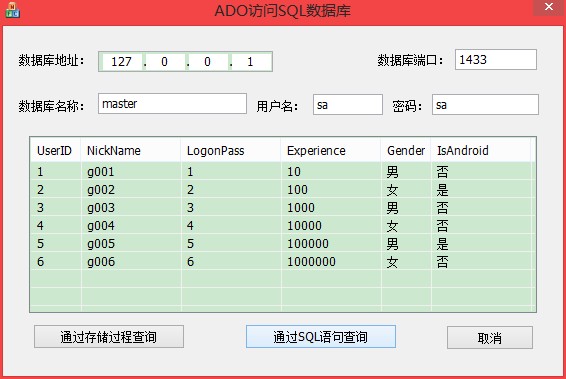 ADO访问SQL数据库
数据库地址： 127 . 0 . 0 . 1 数据库端口： 1433
数据库名称： master 用户名： sa 密码： sa
UserID NickName LogonPass Experience Gender IsAndroid
1 g001 1 10 男 否
2 g002 2 100 女 是
3 g003 3 1000 男 否
4 g004 4 10000 女 否
5 g005 5 100000 男 是
6 g006 6 1000000 女 否
通过存储过程查询 通过SQL语句查询 取消